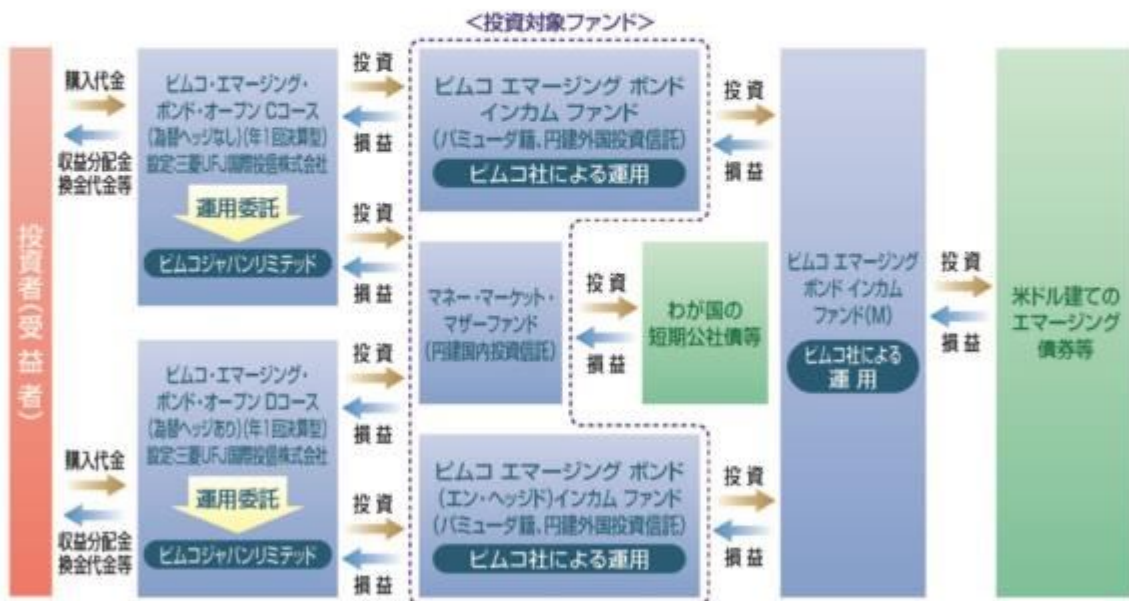 <投資対象ファンド>
投資者(受益者)
購入代金
収益分配金
換金代金等
ピムコ・エマージング・
ボンド・オープン Cコース
(為替ヘッジなし)(年1回決算型)
設定:三菱UFJ国際投信株式会社
運用委託
ピムコジャパンリミテッド
投資
損益
投資
損益
ピムコ エマージング ボンド
インカム ファンド
(バミューダ籍、円建外国投資信託)
ピムコ社による運用
投資
損益
マネー・マーケット・
マザーファンド
(円建国内投資信託)
投資
損益
わが国の
短期公社債等
購入代金
収益分配金
換金代金等
ピムコ・エマージング・
ボンド・オープン Dコース
(為替ヘッジあり)(年1回決算型)
設定:三菱UFJ国際投信株式会社
運用委託
ピムコジャパンリミテッド
投資
損益
投資
損益
ピムコ エマージング ボンド
(エン・ヘッジド)インカム ファンド
(バミューダ籍、円建外国投資信託)
ピムコ社による運用
投資
損益
ピムコ エマージング
ボンド インカム
ファンド(M)
ピムコ社による
運用
投資
損益
米ドル建ての
エマージング
債券等